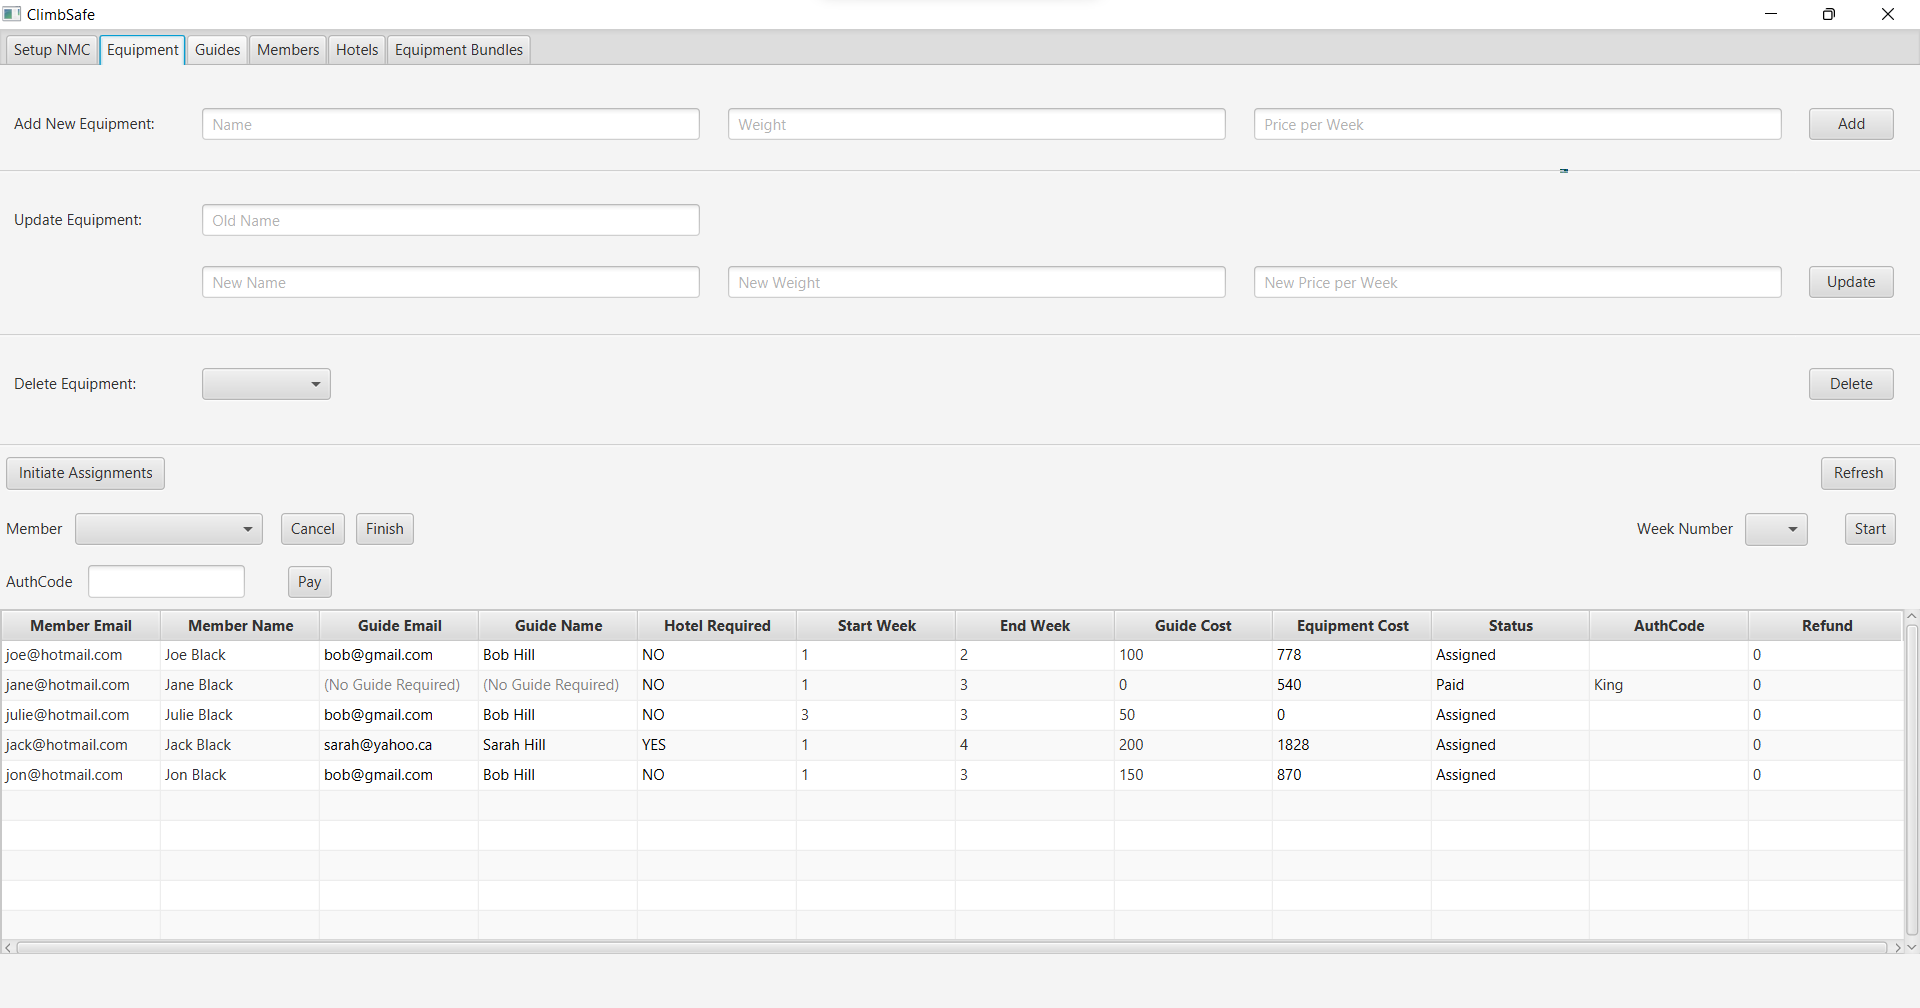 ClimbSafe
Setup NMC Equipment Guides Members Hotels Equipment Bundles
Add New Equipment: Name Weight Price per Week Add
Update Equipment: Old Name
New Name New Weight New Price per Week Update
Delete Equipment: Delete
Initiate Assignments Refresh
Member Cancel Finish Week Number Start
AuthCode Pay
Member Email Member Name Guide Email Guide Name Hotel Required Start Week End Week Guide Cost Equipment Cost Status AuthCode Refund
joe@hotmail.com Joe Black bob@gmail.com Bob Hill NO 1 2 100 778 Assigned 0
jane@hotmail.com Jane Black (No Guide Required) (No Guide Required) NO 1 3 0 540 Paid King 0
julie@hotmail.com Julie Black bob@gmail.com Bob Hill NO 3 3 50 0 Assigned 0
jack@hotmail.com Jack Black sarah@yahoo.ca Sarah Hill YES 1 4 200 1828 Assigned 0
jon@hotmail.com Jon Black bob@gmail.com Bob Hill NO 1 3 150 870 Assigned 0